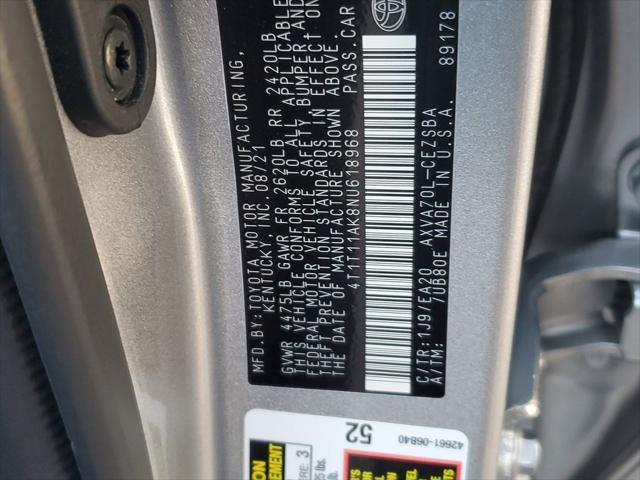 MFD.BY:TOYOTA MOTOR MANUFACTURING,
KENTUCKY, INC. 08/21
GVWR 4475LB GAWR FR 2620LB RR 2420LB
THIS VEHICLE CONFORMS TO ALL APPLICABLE
FEDERAL MOTOR VEHICLE SAFETY, BUMPER AND
THEFT PREVENTION STANDARDS IN EFFECT ON
THE DATE OF MANUFACTURE SHOWN ABOVE.
4T1T11AK8NU618968 PASS.CAR
C/TR:1J9/EA20 AXVA70L-CEZSBA
A/TM: /UB80E MADE IN U.S.A. 89178
52
42661-06B40